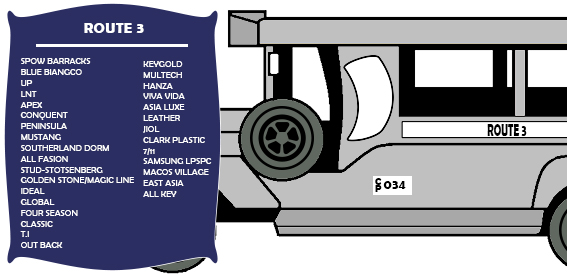 ROUTE 3
SPOW BARRACKS
BLUE BIANGCO
UP
LNT
APEX
CONQUENT
PENINSULA
MUSTANG
SOUTHERLAND DORM
ALL FASION
STUD-STOTSENBERG
GOLDEN STONE/MAGIC LINE
IDEAL
GLOBAL
FOUR SEASON
CLASSIC
T.I
OUT BACK
KEYGOLD
MULTECH
HANZA
VIVA VIDA
ASIA LUXE
LEATHER
JIOL
CLARK PLASTIC
7/11
SAMSUNG LPSPC
MACOS VILLAGE
EAST ASIA
ALL KEY
ROUTE 3
034